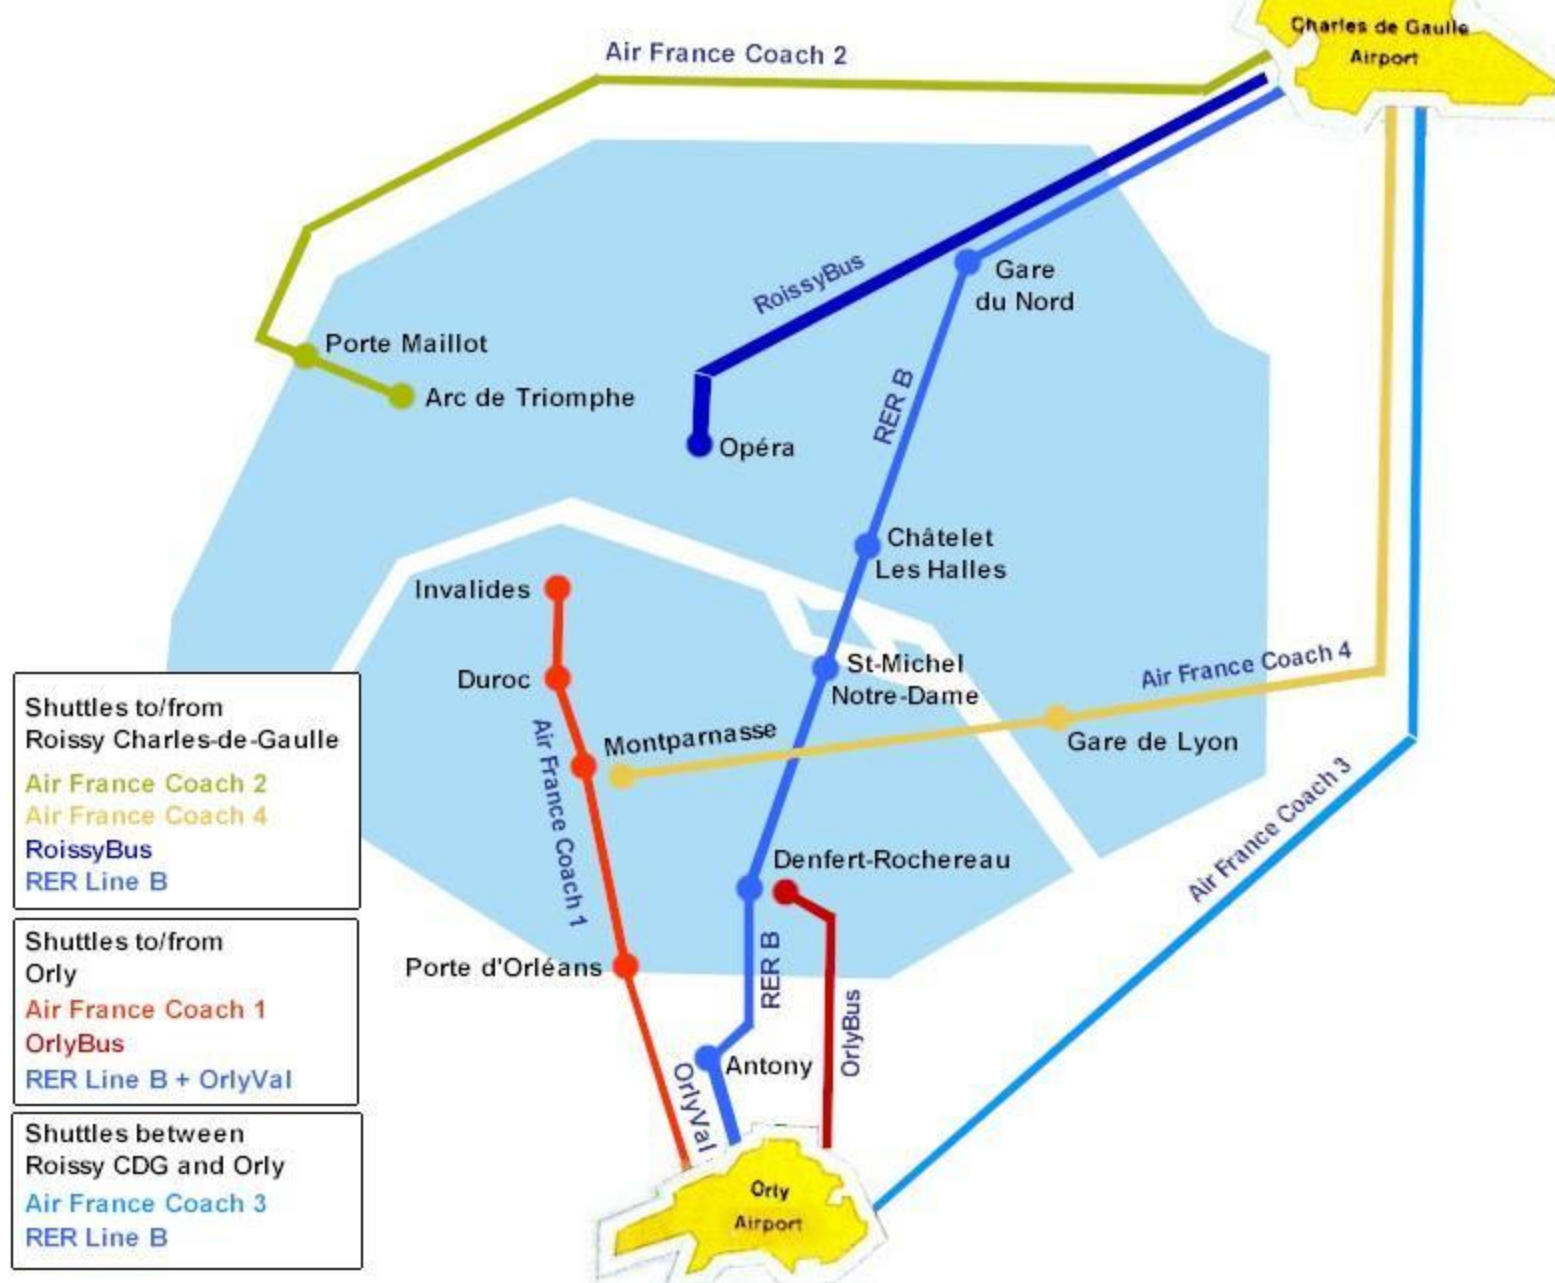 Charles de Gaulle
Airport
Air France Coach 2
RoissyBus
Gare
du Nord
Porte Maillot
Arc de Triomphe
RER B
Opéra
Châtelet
Les Halles
Invalides
Duroc
St-Michel
Notre-Dame
Air France Coach 4
Montparnasse
Gare de Lyon
Air France Coach 1
Air France Coach 3
Denfert-Rochereau
Porte d'Orléans
RER B
OrlyBus
Antony
OrlyVal
Orly
Airport
Shuttles to/from
Roissy Charles-de-Gaulle
Air France Coach 2
Air France Coach 4
RoissyBus
RER Line B
Shuttles to/from
Orly
Air France Coach 1
OrlyBus
RER Line B + OrlyVal
Shuttles between
Roissy CDG and Orly
Air France Coach 3
RER Line B